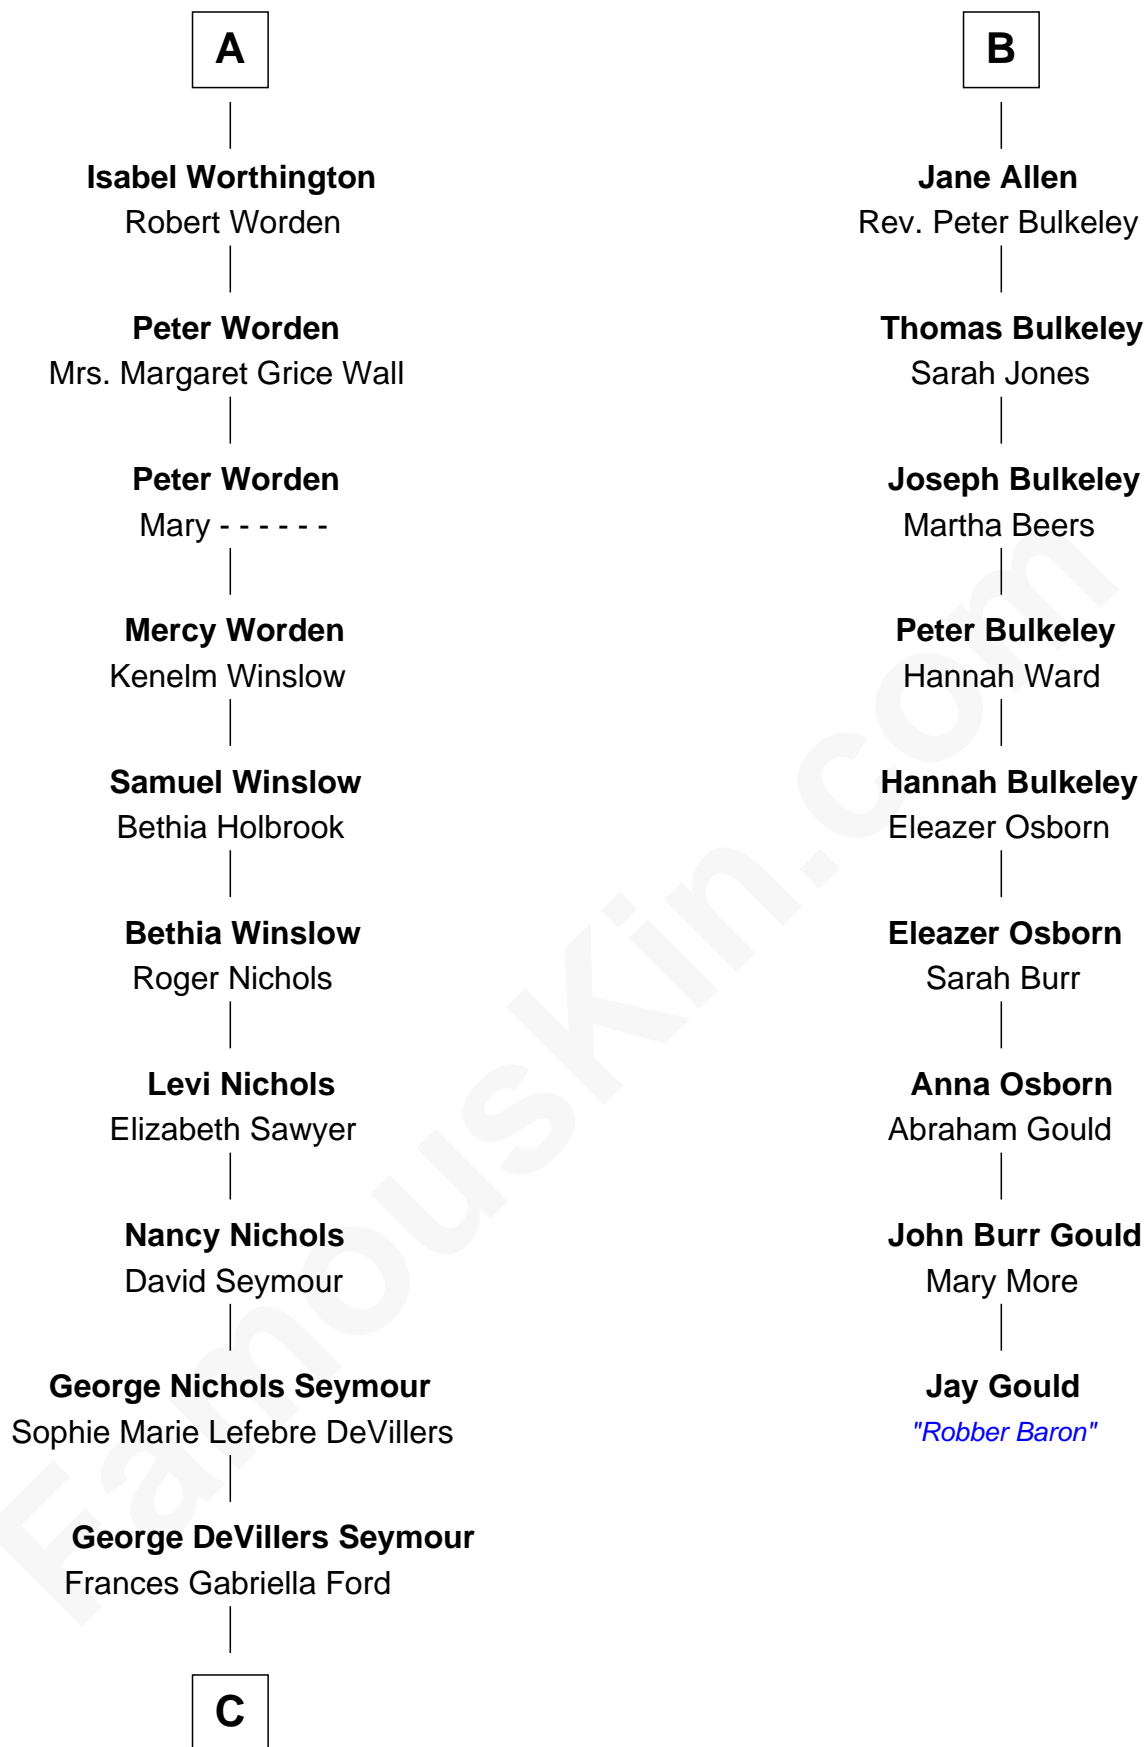 A
Isabel Worthington
Robert Worden
Peter Worden
Mrs. Margaret Grice Wall
Peter Worden
Mary - - - - - -
Mercy Worden
Kenelm Winslow
Samuel Winslow
Bethia Holbrook
Bethia Winslow
Roger Nichols
Levi Nichols
Elizabeth Sawyer
Nancy Nichols
David Seymour
George Nichols Seymour
Sophie Marie Lefebre DeVillers
George DeVillers Seymour
Frances Gabriella Ford
C
B
Jane Allen
Rev. Peter Bulkeley
Thomas Bulkeley
Sarah Jones
Joseph Bulkeley
Martha Beers
Peter Bulkeley
Hannah Ward
Hannah Bulkeley
Eleazer Osborn
Eleazer Osborn
Sarah Burr
Anna Osborn
Abraham Gould
John Burr Gould
Mary More
Jay Gould
"Robber Baron"
FamousKin.com